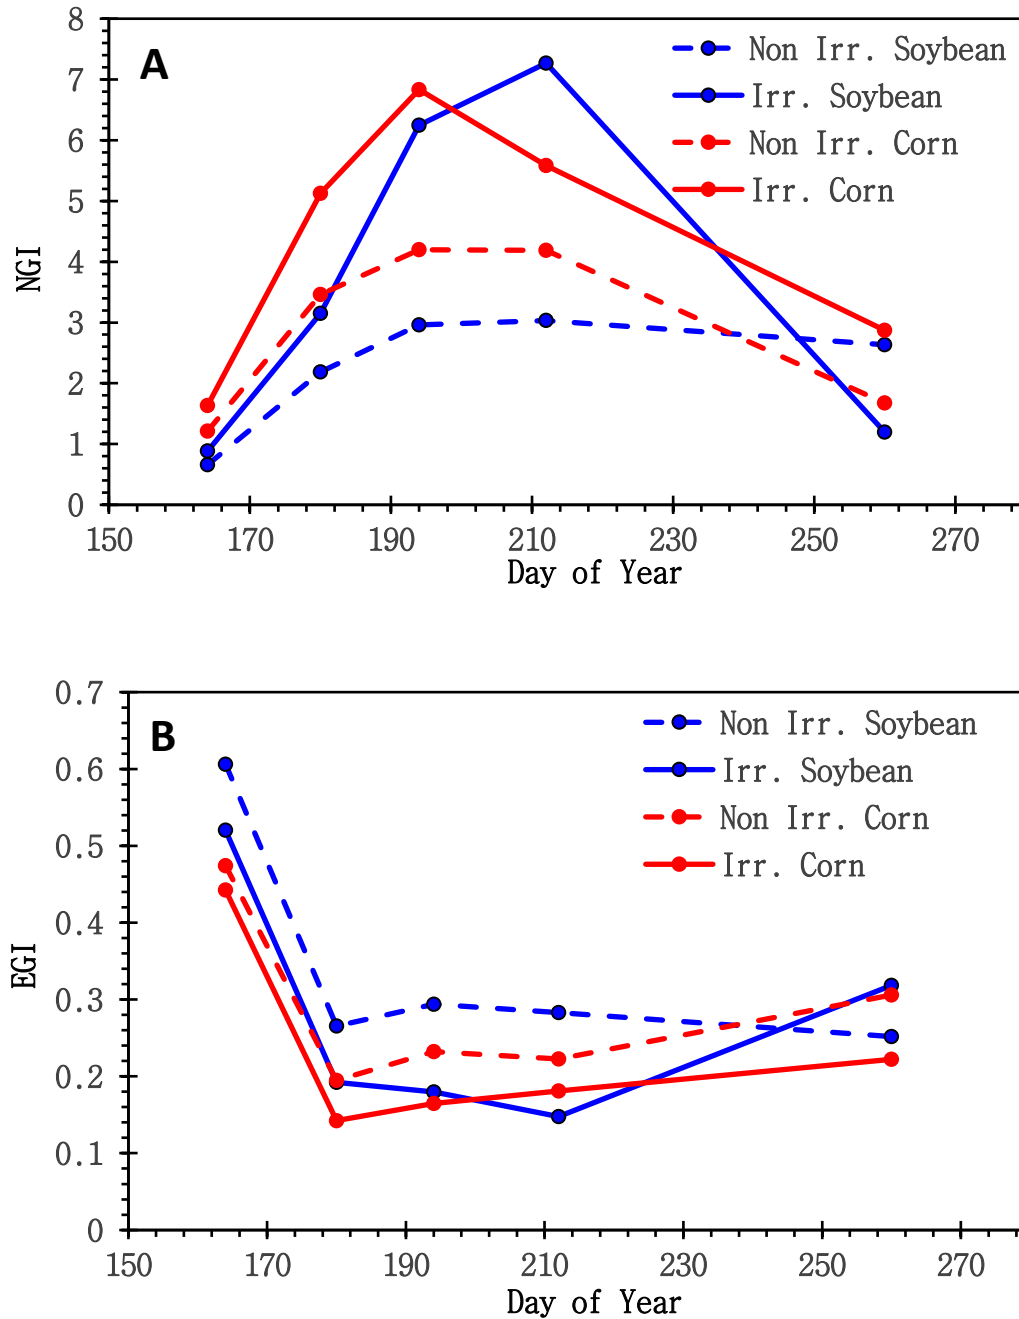 8
A
Non Irr. Soybean
7
Irr. Soybean
6
Non Irr. Corn
5
Irr. Corn
4
NGI
3
2
1
0
150 170 190 210 230 250 270
Day of Year
0.7
B
Non Irr. Soybean
0.6
Irr. Soybean
Non Irr. Corn
0.5
Irr. Corn
0.4
EGI
0.3
0.2
0.1
0
150 170 190 210 230 250 270
Day of Year